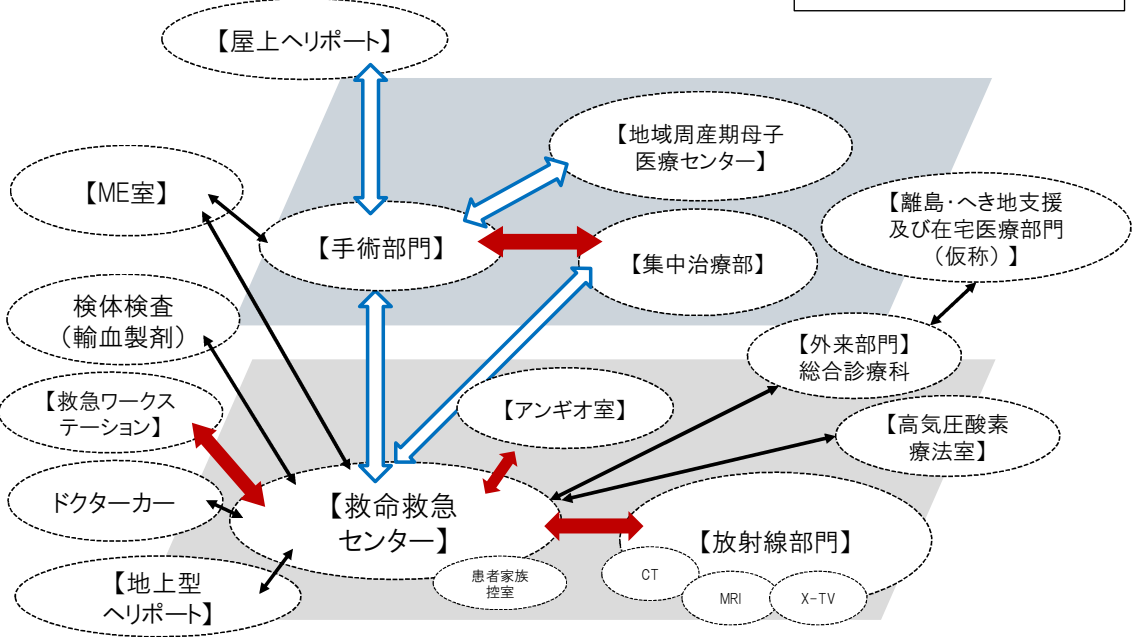 【屋上ヘリポート】
【地域周産期母子
医療センター】
【ME室】
【離島・へき地支援
及び在宅医療部門
（仮称）】
【手術部門】
【集中治療部】
検体検査
（輸血製剤）
【外来部門】
総合診療科
【救急ワークス
テーション】
【アンギオ室】
【高気圧酸素
療法室】
ドクターカー
【救命救急
センター】
【放射線部門】
【地上型
ヘリポート】
患者家族
控室
CT
MRI
X-TV